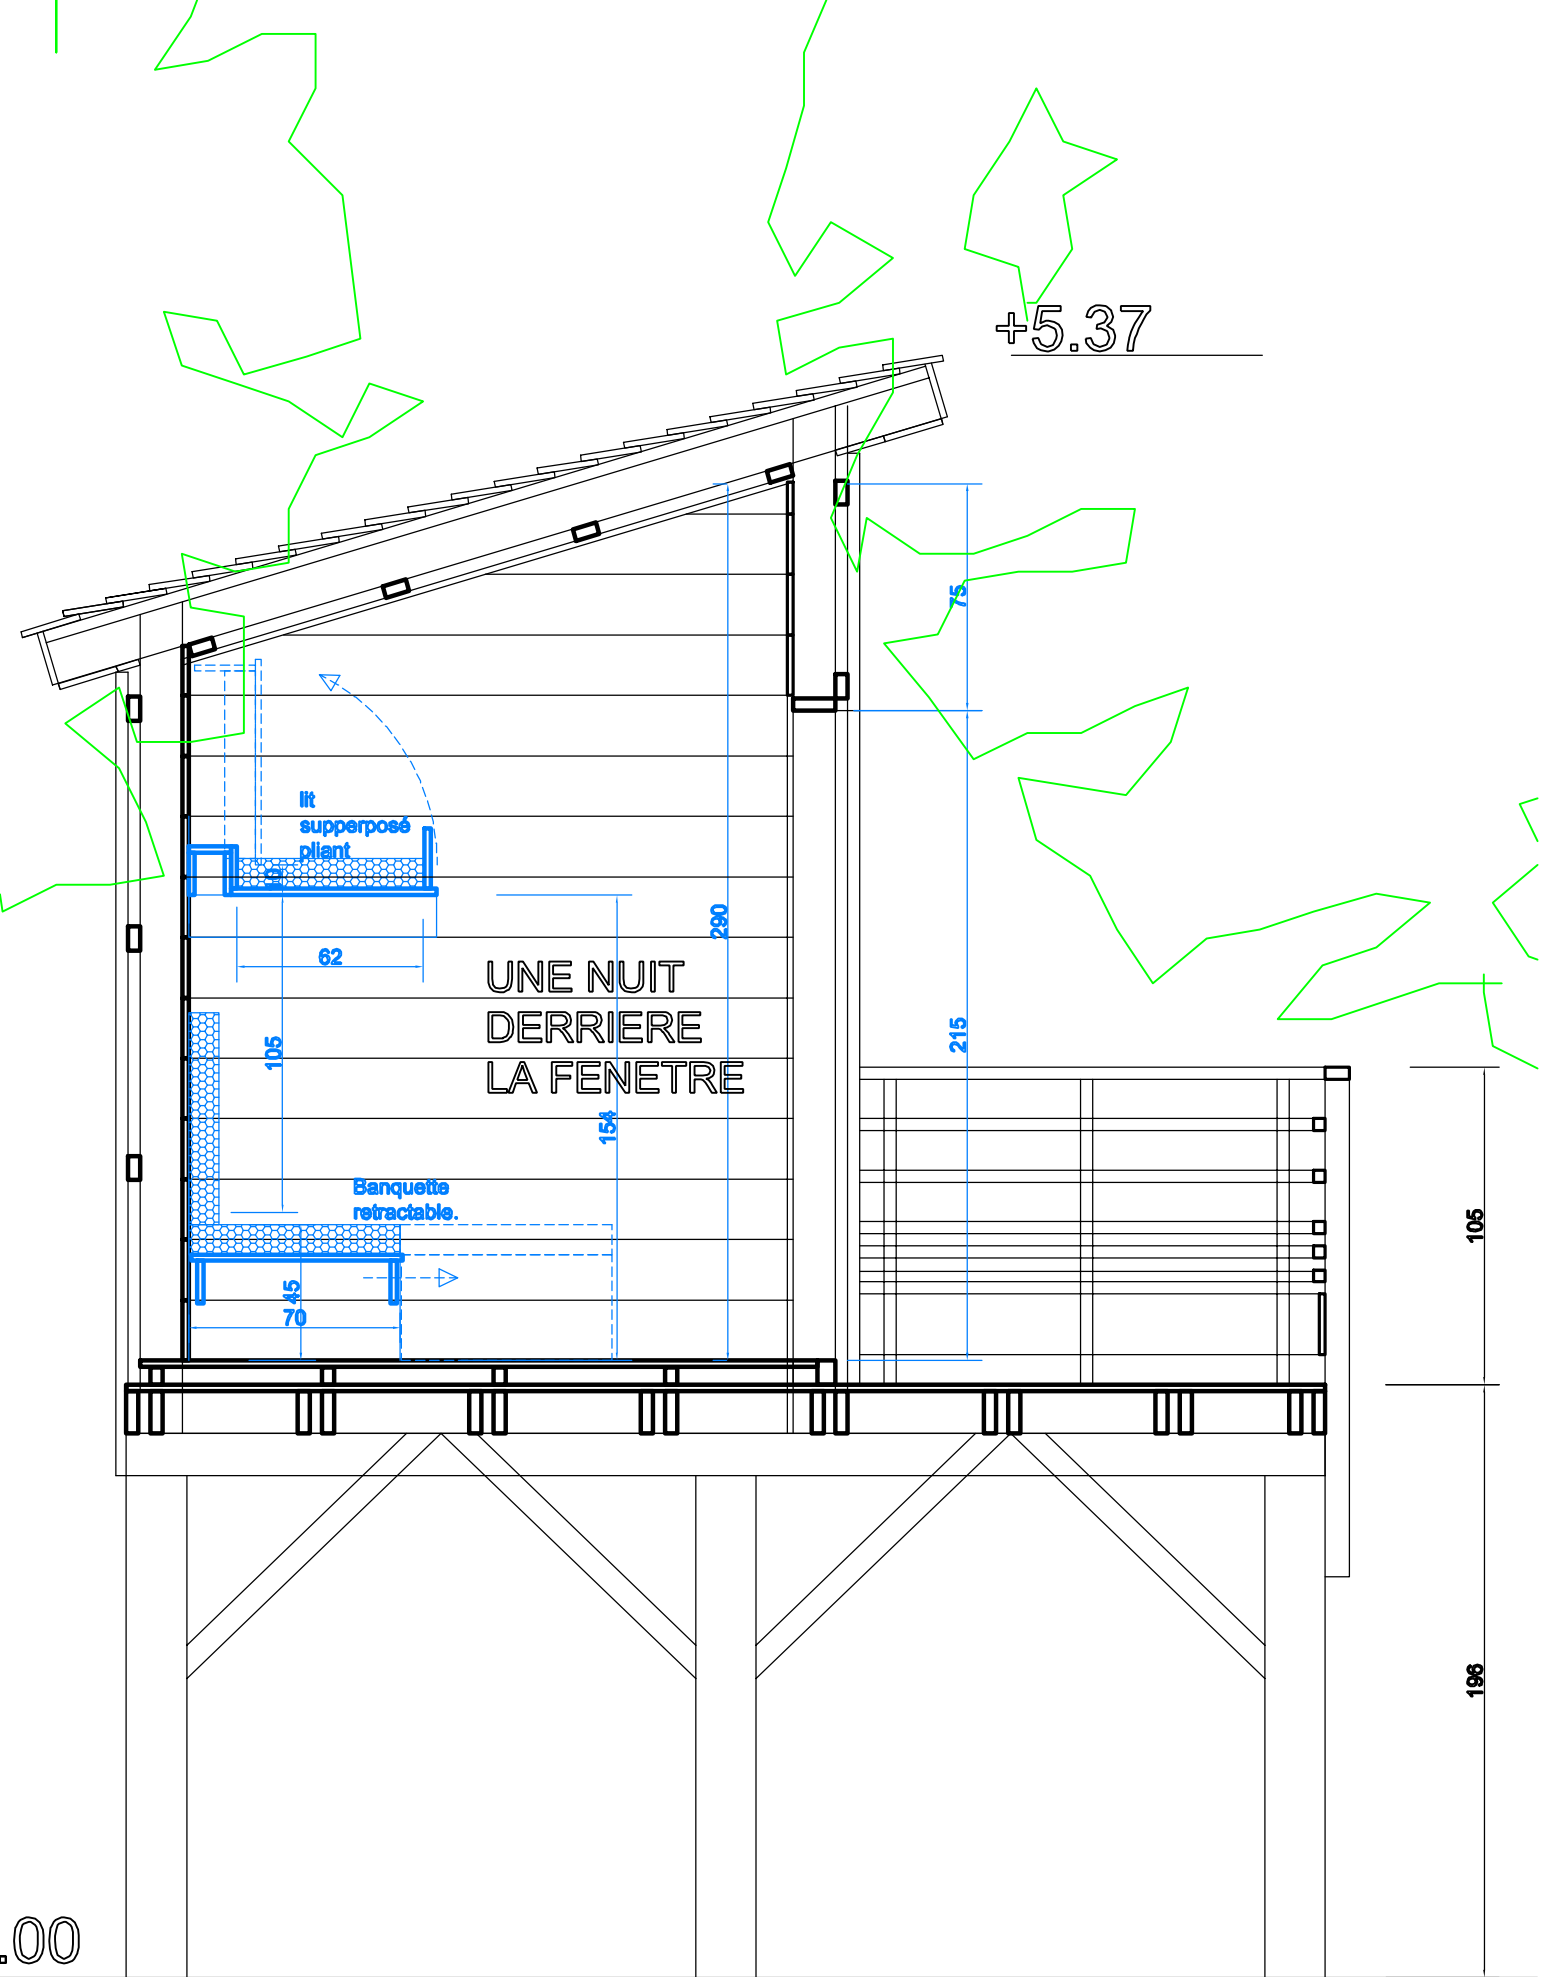 +5.37
75
lit
supperposé
pliant
10
290
62
UNE NUIT
DERRIERE
LA FENETRE
215
105
154
Banquette
retractable.
105
45
70
196
.00